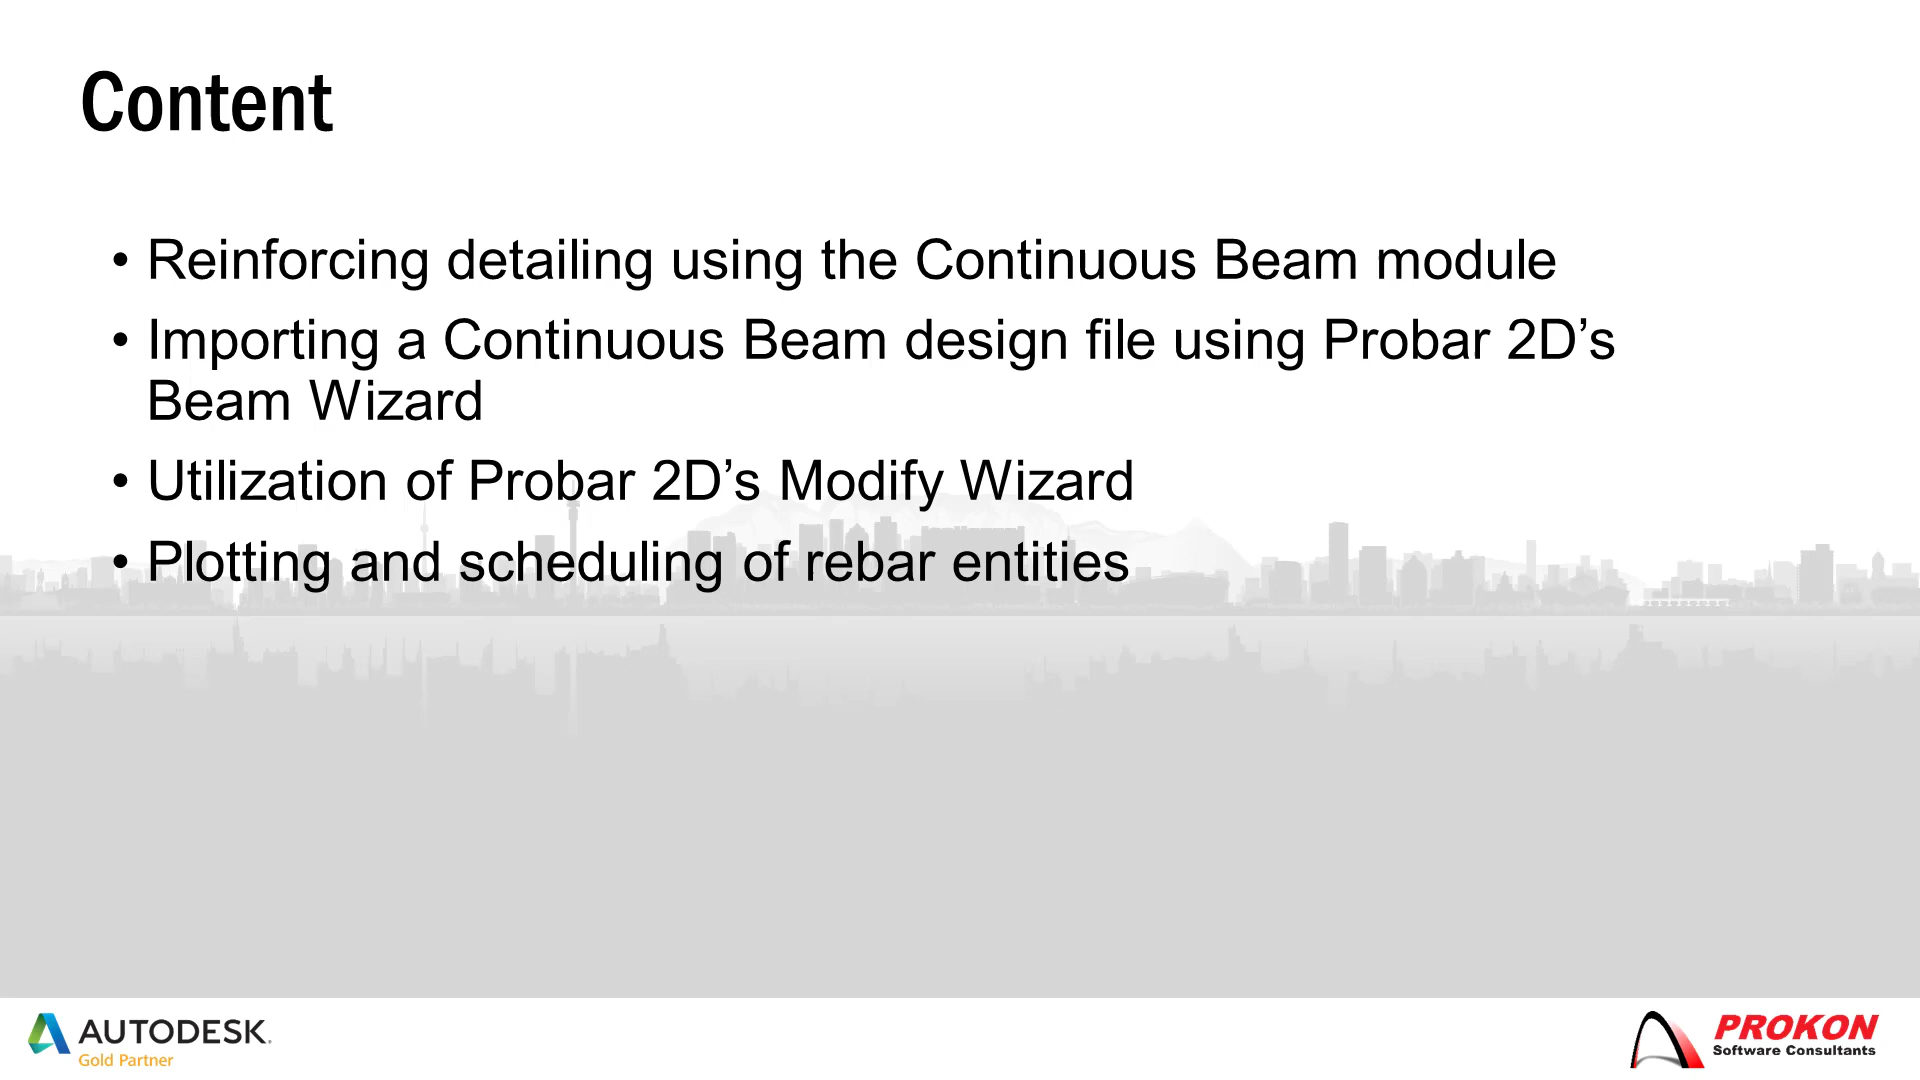 Content
• Reinforcing detailing using the Continuous Beam module
• Importing a Continuous Beam design file using Probar 2D’s
Beam Wizard
• Utilization of Probar 2D’s Modify Wizard
• Plotting and scheduling of rebar entities
AUTODESK.
Gold Partner
PROKON
Software Consultants